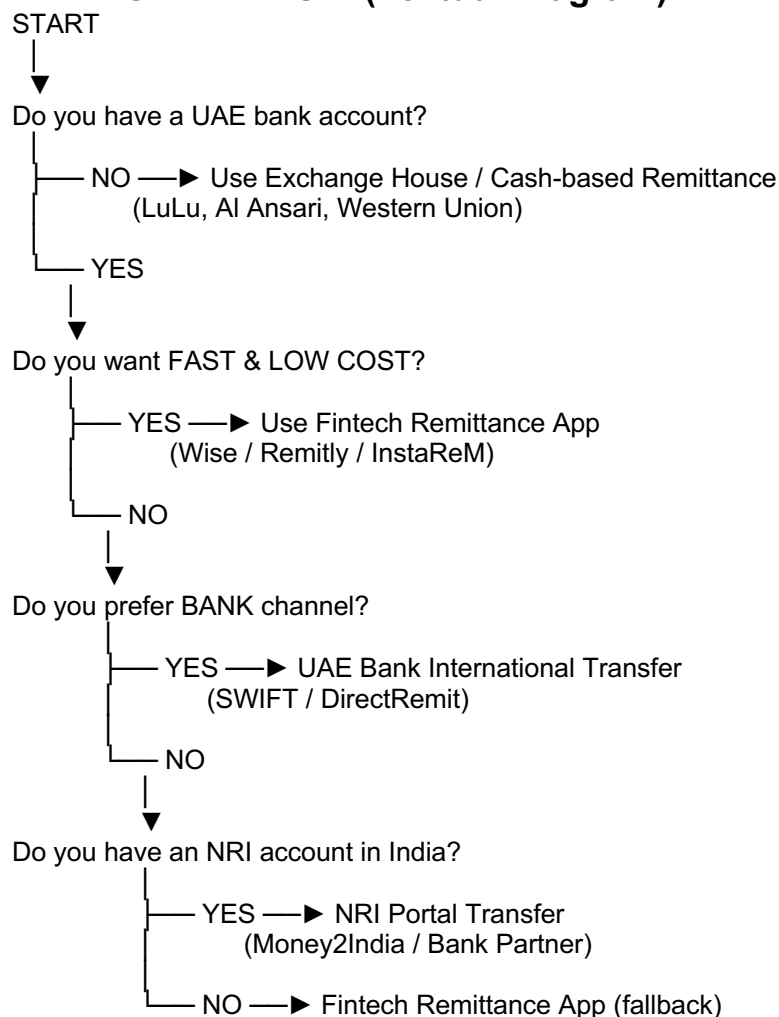 START
Do you have a UAE bank account?
NO ──► Use Exchange House / Cash-based Remittance
(LuLu, Al Ansari, Western Union)
YES
Do you want FAST & LOW COST?
YES ──► Use Fintech Remittance App
(Wise / Remitly / InstaReM)
NO
Do you prefer BANK channel?
YES ──► UAE Bank International Transfer
(SWIFT / DirectRemit)
NO
Do you have an NRI account in India?
YES ──► NRI Portal Transfer
(Money2India / Bank Partner)
NO ──► Fintech Remittance App (fallback)